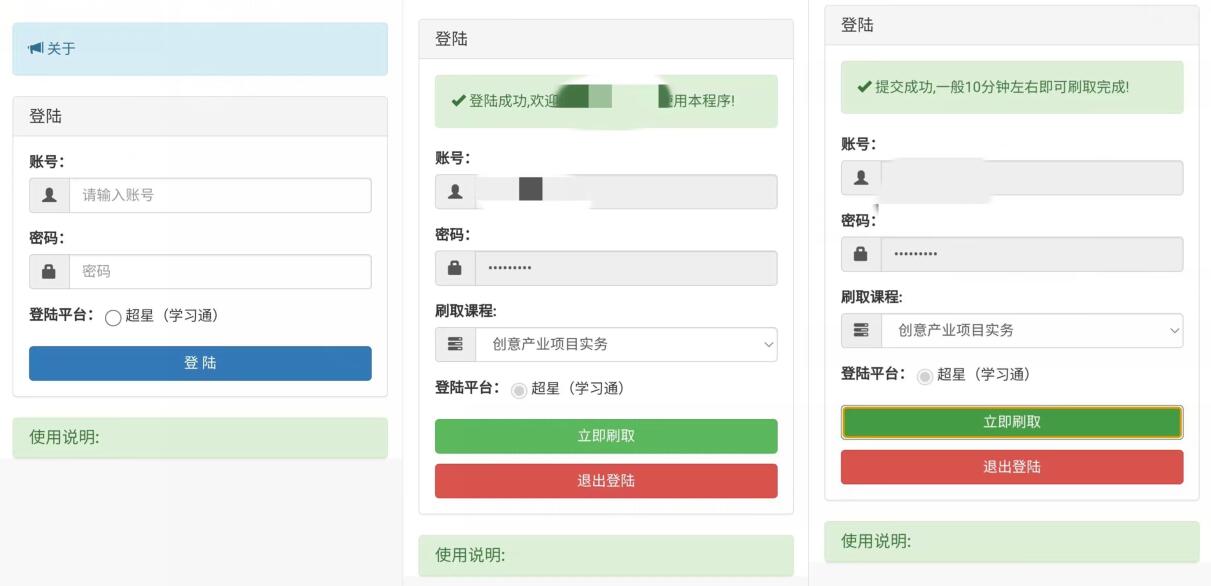 关于
登陆
账号:
请输入账号
密码:
密码
登陆平台: 超星（学习通）
登 陆
使用说明:
登陆
登陆成功,欢迎 使用本程序!
账号:
密码:
•••••••••
刷取课程:
创意产业项目实务
登陆平台: 超星（学习通）
立即刷取
退出登陆
使用说明:
登陆
提交成功,一般10分钟左右即可刷取完成!
账号:
密码:
•••••••••
刷取课程:
创意产业项目实务
登陆平台: 超星（学习通）
立即刷取
退出登陆
使用说明: